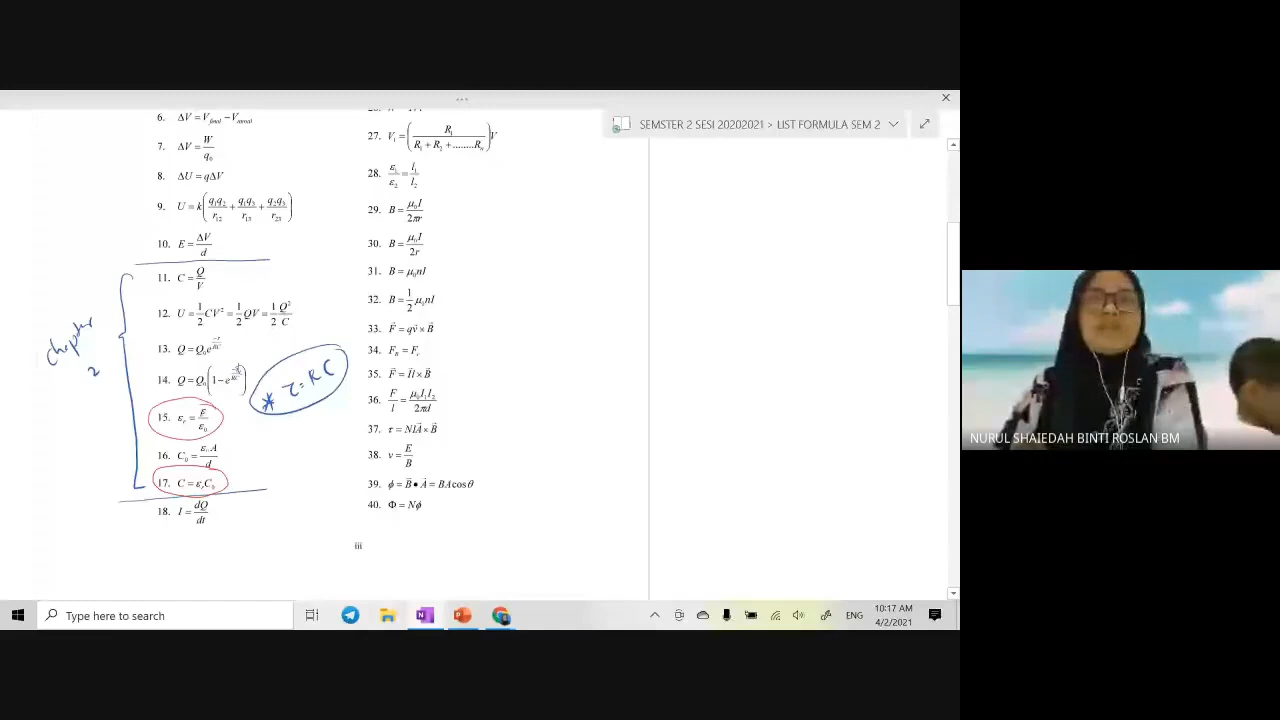 SEMSTER 2 SESI 20202021 > LIST FORMULA SEM 2
6. ΔV = V_final − V_initial
7. ΔV = W/q₀
8. ΔU = qΔV
9. U = k(q₁q₂/r₁₂ + q₁q₃/r₁₃ + q₂q₃/r₂₃)
10. E = ΔV/d
11. C = Q/V
12. U = 1/2 CV² = 1/2 QV = 1/2 Q²/C
13. Q = Q₀e^(−t/RC)
14. Q = Q₀(1 − e^(−t/RC))
15. εᵣ = ε/ε₀
16. C₀ = ε₀A/d
17. C = εᵣC₀
18. I = dQ/dt
Chapter
2
* τ = RC
27. V₁ = (R₁/(R₁ + R₂ + ........Rₙ))V
28. ε₁/ε₂ = l₁/l₂
29. B = μ₀I/2πr
30. B = μ₀I/2r
31. B = μ₀nI
32. B = 1/2 μ₀nI
33. F⃗ = qv⃗ × B⃗
34. F_B = F_c
35. F⃗ = Il⃗ × B⃗
36. F/l = μ₀I₁I₂/2πd
37. τ = NIA⃗ × B⃗
38. v = E/B
39. ϕ = B⃗ • A⃗ = BA cos θ
40. Φ = Nϕ
iii
NURUL SHAIEDAH BINTI ROSLAN BM
Type here to search
ENG
10:17 AM
4/2/2021